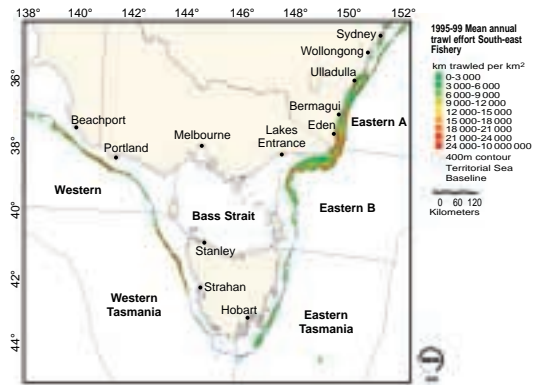 138° 140° 142° 144° 146° 148° 150° 152°
36°
38°
40°
42°
44°
Sydney
Wollongong
Ulladulla
Bermagui
Eden
Eastern A
Lakes
Entrance
Melbourne
Beachport
Portland
Western
Bass Strait
Eastern B
Stanley
Western
Tasmania
Strahan
Hobart
Eastern
Tasmania
1995-99 Mean annual
trawl effort South-east
Fishery
km trawled per km²
0-3 000
3 000-6 000
6 000-9 000
9 000-12 000
12 000-15 000
15 000-18 000
18 000-21 000
21 000-24 000
24 000-10 000 000
400m contour
Territorial Sea
Baseline
0 60 120
Kilometers